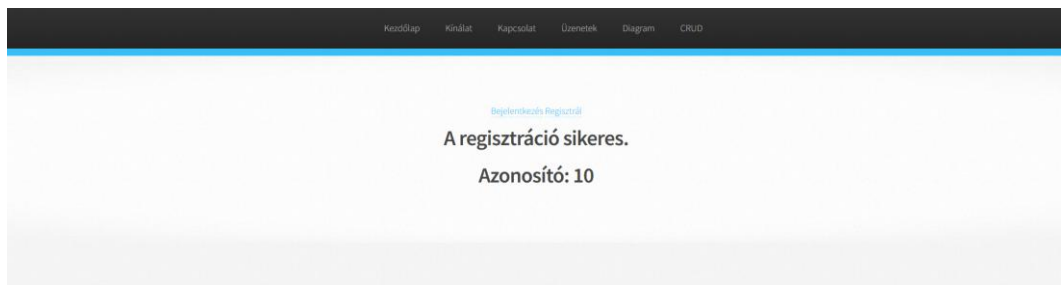 Kezdőlap Kínálat Kapcsolat Üzenetek Diagram CRUD
Bejelentkezés Regisztrál
A regisztráció sikeres.
Azonosító: 10